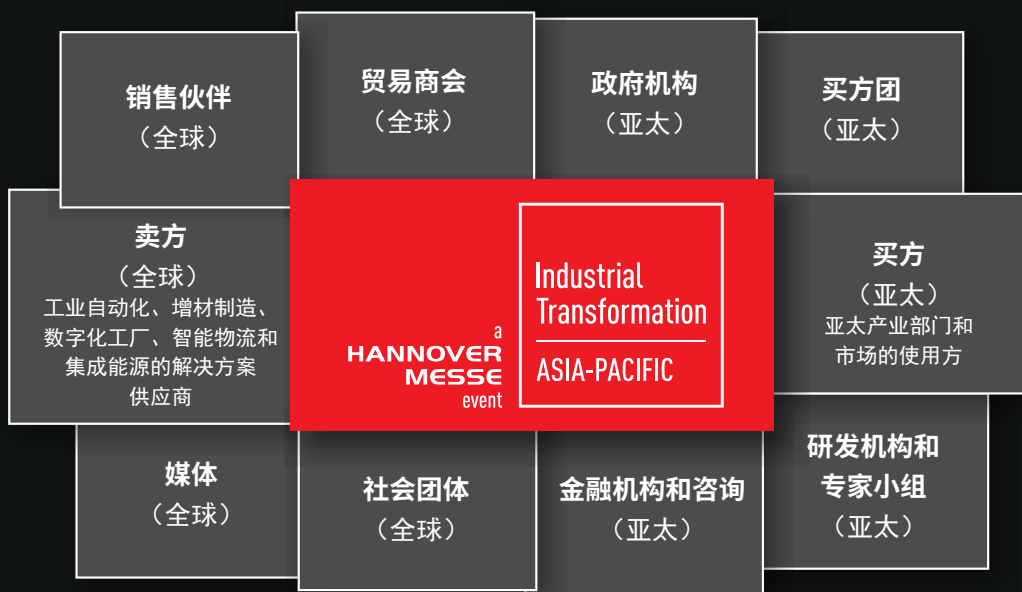 销售伙伴
（全球）
贸易商会
（全球）
政府机构
（亚太）
买方团
（亚太）
卖方
（全球）
工业自动化、增材制造、
数字化工厂、智能物流和
集成能源的解决方案
供应商
a
HANNOVER
MESSE
event
Industrial
Transformation
ASIA-PACIFIC
买方
（亚太）
亚太产业部门和
市场的使用方
媒体
（全球）
社会团体
（全球）
金融机构和咨询
（亚太）
研发机构和
专家小组
（亚太）